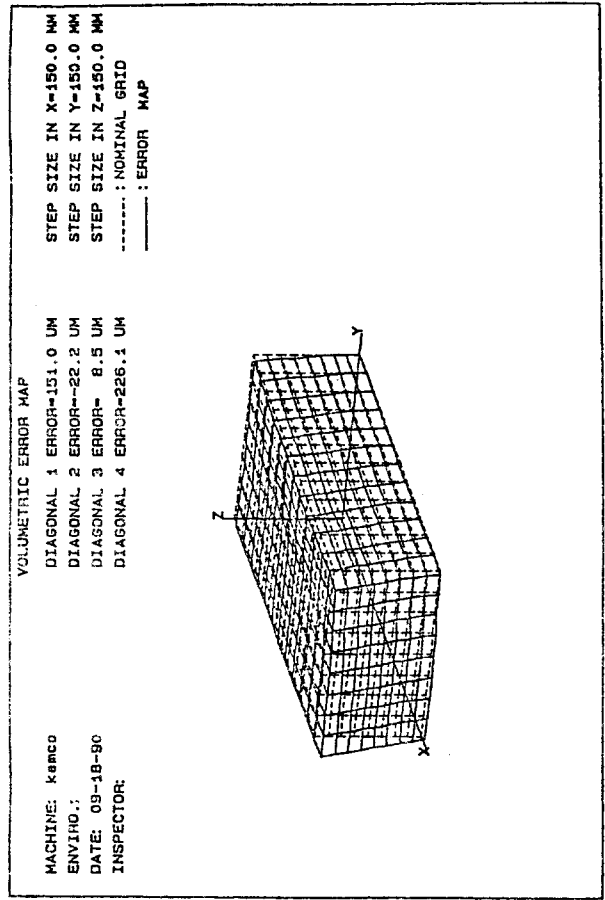 VOLUMETRIC ERROR MAP
MACHINE: kemco
ENVIRO.:
DATE: 09-18-90
INSPECTOR:
DIAGONAL 1 ERROR=151.0 UM
DIAGONAL 2 ERROR=-22.2 UM
DIAGONAL 3 ERROR= 8.5 UM
DIAGONAL 4 ERROR=226.1 UM
STEP SIZE IN X=150.0 MM
STEP SIZE IN Y=150.0 MM
STEP SIZE IN Z=150.0 MM
------: NOMINAL GRID
——: ERROR MAP
Z
Y
X